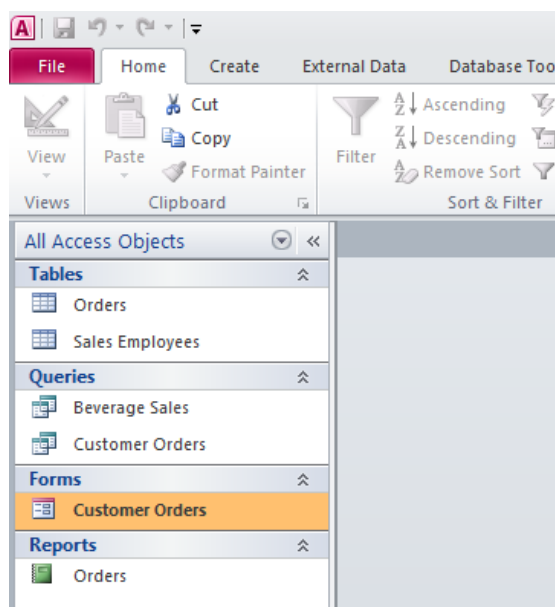 A
File Home Create External Data Database Too
View
Paste
Cut
Copy
Format Painter
Filter
Ascending
Descending
Remove Sort
Views Clipboard Sort & Filter
All Access Objects
Tables
Orders
Sales Employees
Queries
Beverage Sales
Customer Orders
Forms
Customer Orders
Reports
Orders